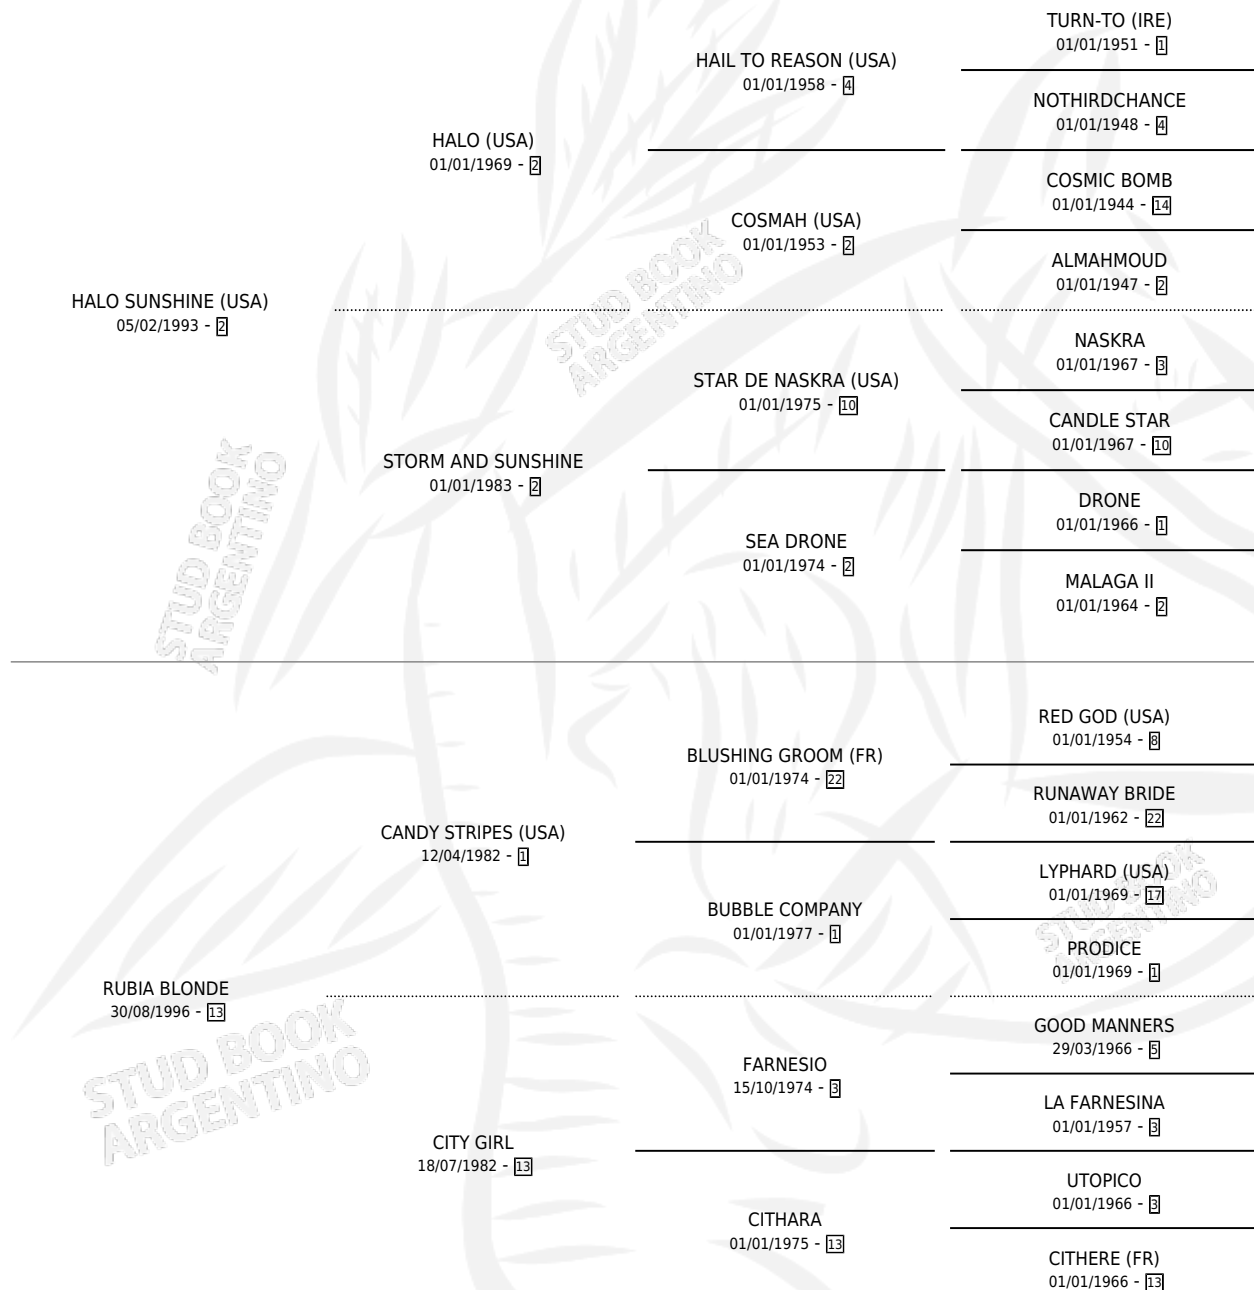 TURN-TO (IRE)
01/01/1951 - 1
HAIL TO REASON (USA)
01/01/1958 - 4
NOTHIRDCHANCE
01/01/1948 - 4
HALO (USA)
01/01/1969 - 2
COSMIC BOMB
01/01/1944 - 14
COSMAH (USA)
01/01/1953 - 2
ALMAHMOUD
01/01/1947 - 2
HALO SUNSHINE (USA)
05/02/1993 - 2
NASKRA
01/01/1967 - 3
STAR DE NASKRA (USA)
01/01/1975 - 10
CANDLE STAR
01/01/1967 - 10
STORM AND SUNSHINE
01/01/1983 - 2
DRONE
01/01/1966 - 1
SEA DRONE
01/01/1974 - 2
MALAGA II
01/01/1964 - 2
RED GOD (USA)
01/01/1954 - 8
BLUSHING GROOM (FR)
01/01/1974 - 22
RUNAWAY BRIDE
01/01/1962 - 22
CANDY STRIPES (USA)
12/04/1982 - 1
LYPHARD (USA)
01/01/1969 - 17
BUBBLE COMPANY
01/01/1977 - 1
PRODICE
01/01/1969 - 1
RUBIA BLONDE
30/08/1996 - 13
GOOD MANNERS
29/03/1966 - 5
FARNESIO
15/10/1974 - 3
LA FARNESINA
01/01/1957 - 3
CITY GIRL
18/07/1982 - 13
UTOPICO
01/01/1966 - 3
CITHARA
01/01/1975 - 13
CITHERE (FR)
01/01/1966 - 13
STUD BOOK
ARGENTINO
STUD BOOK
ARGENTINO
STUD BOOK
ARGENTINO
STUD BOOK
ARGENTINO